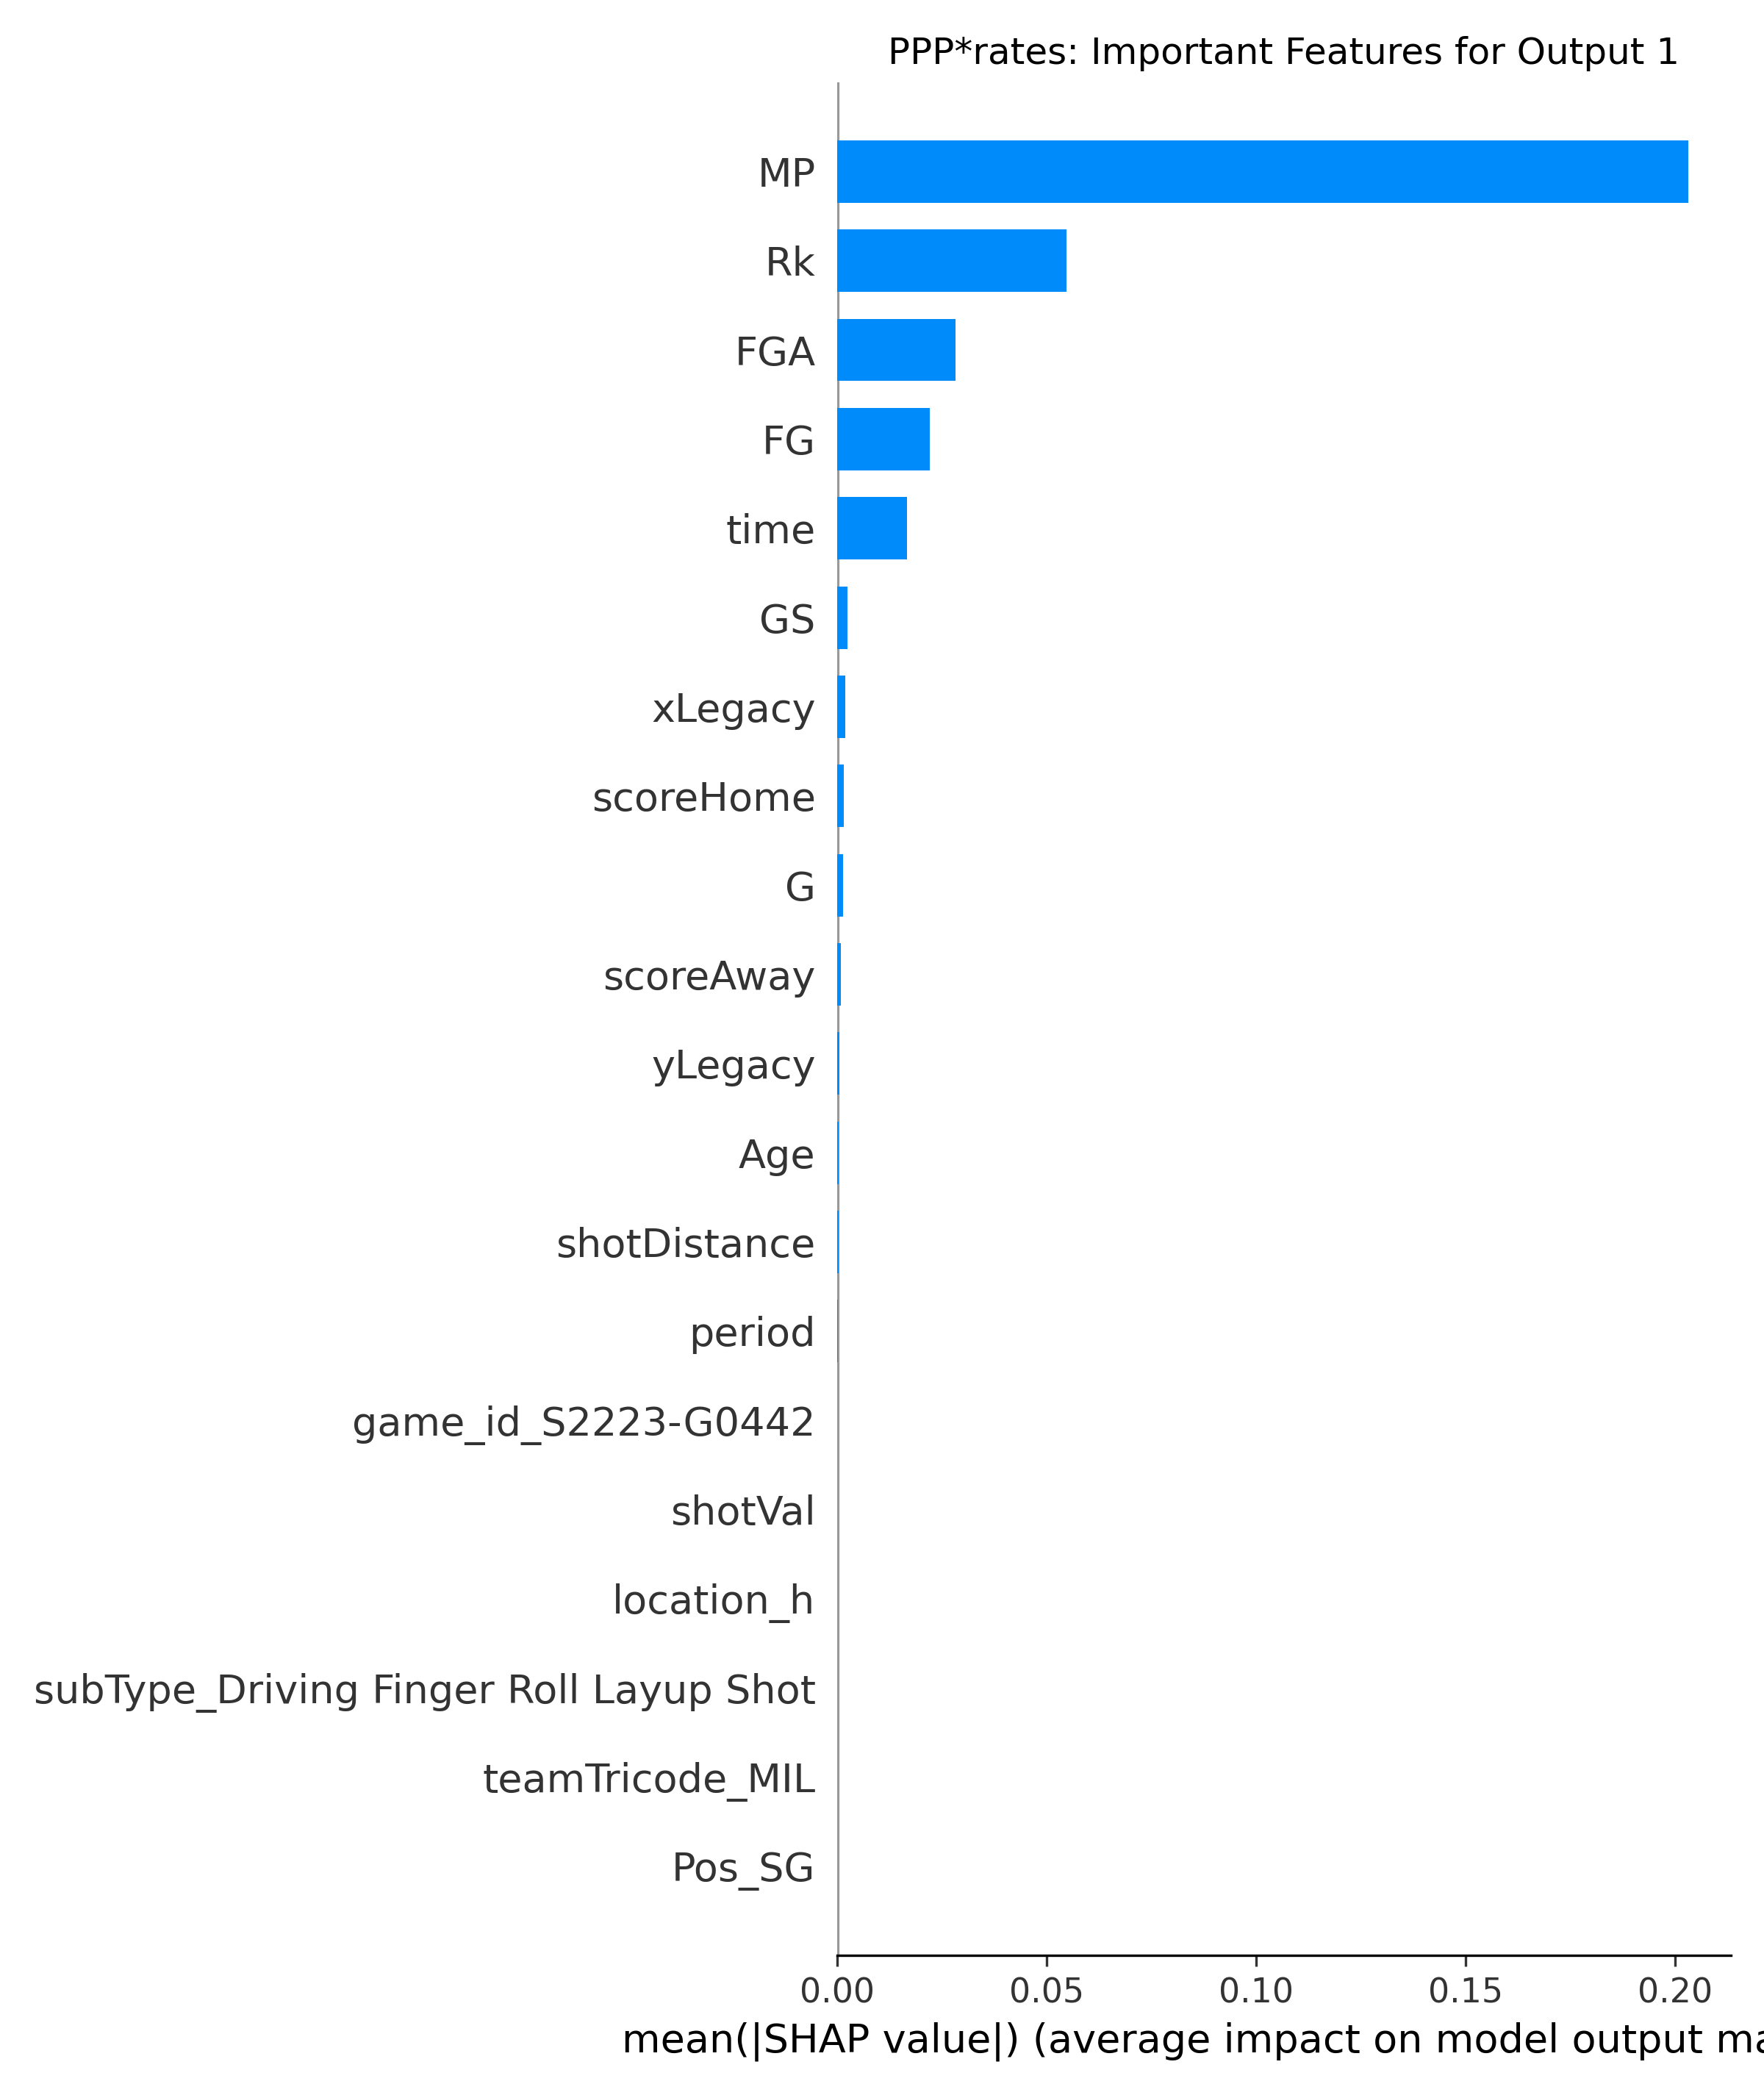 PPP*rates: Important Features for Output 1
MP
Rk
FGA
FG
time
GS
xLegacy
scoreHome
G
scoreAway
yLegacy
Age
shotDistance
period
game_id_S2223-G0442
shotVal
location_h
subType_Driving Finger Roll Layup Shot
teamTricode_MIL
Pos_SG
0.00 0.05 0.10 0.15 0.20
mean(|SHAP value|) (average impact on model output ma